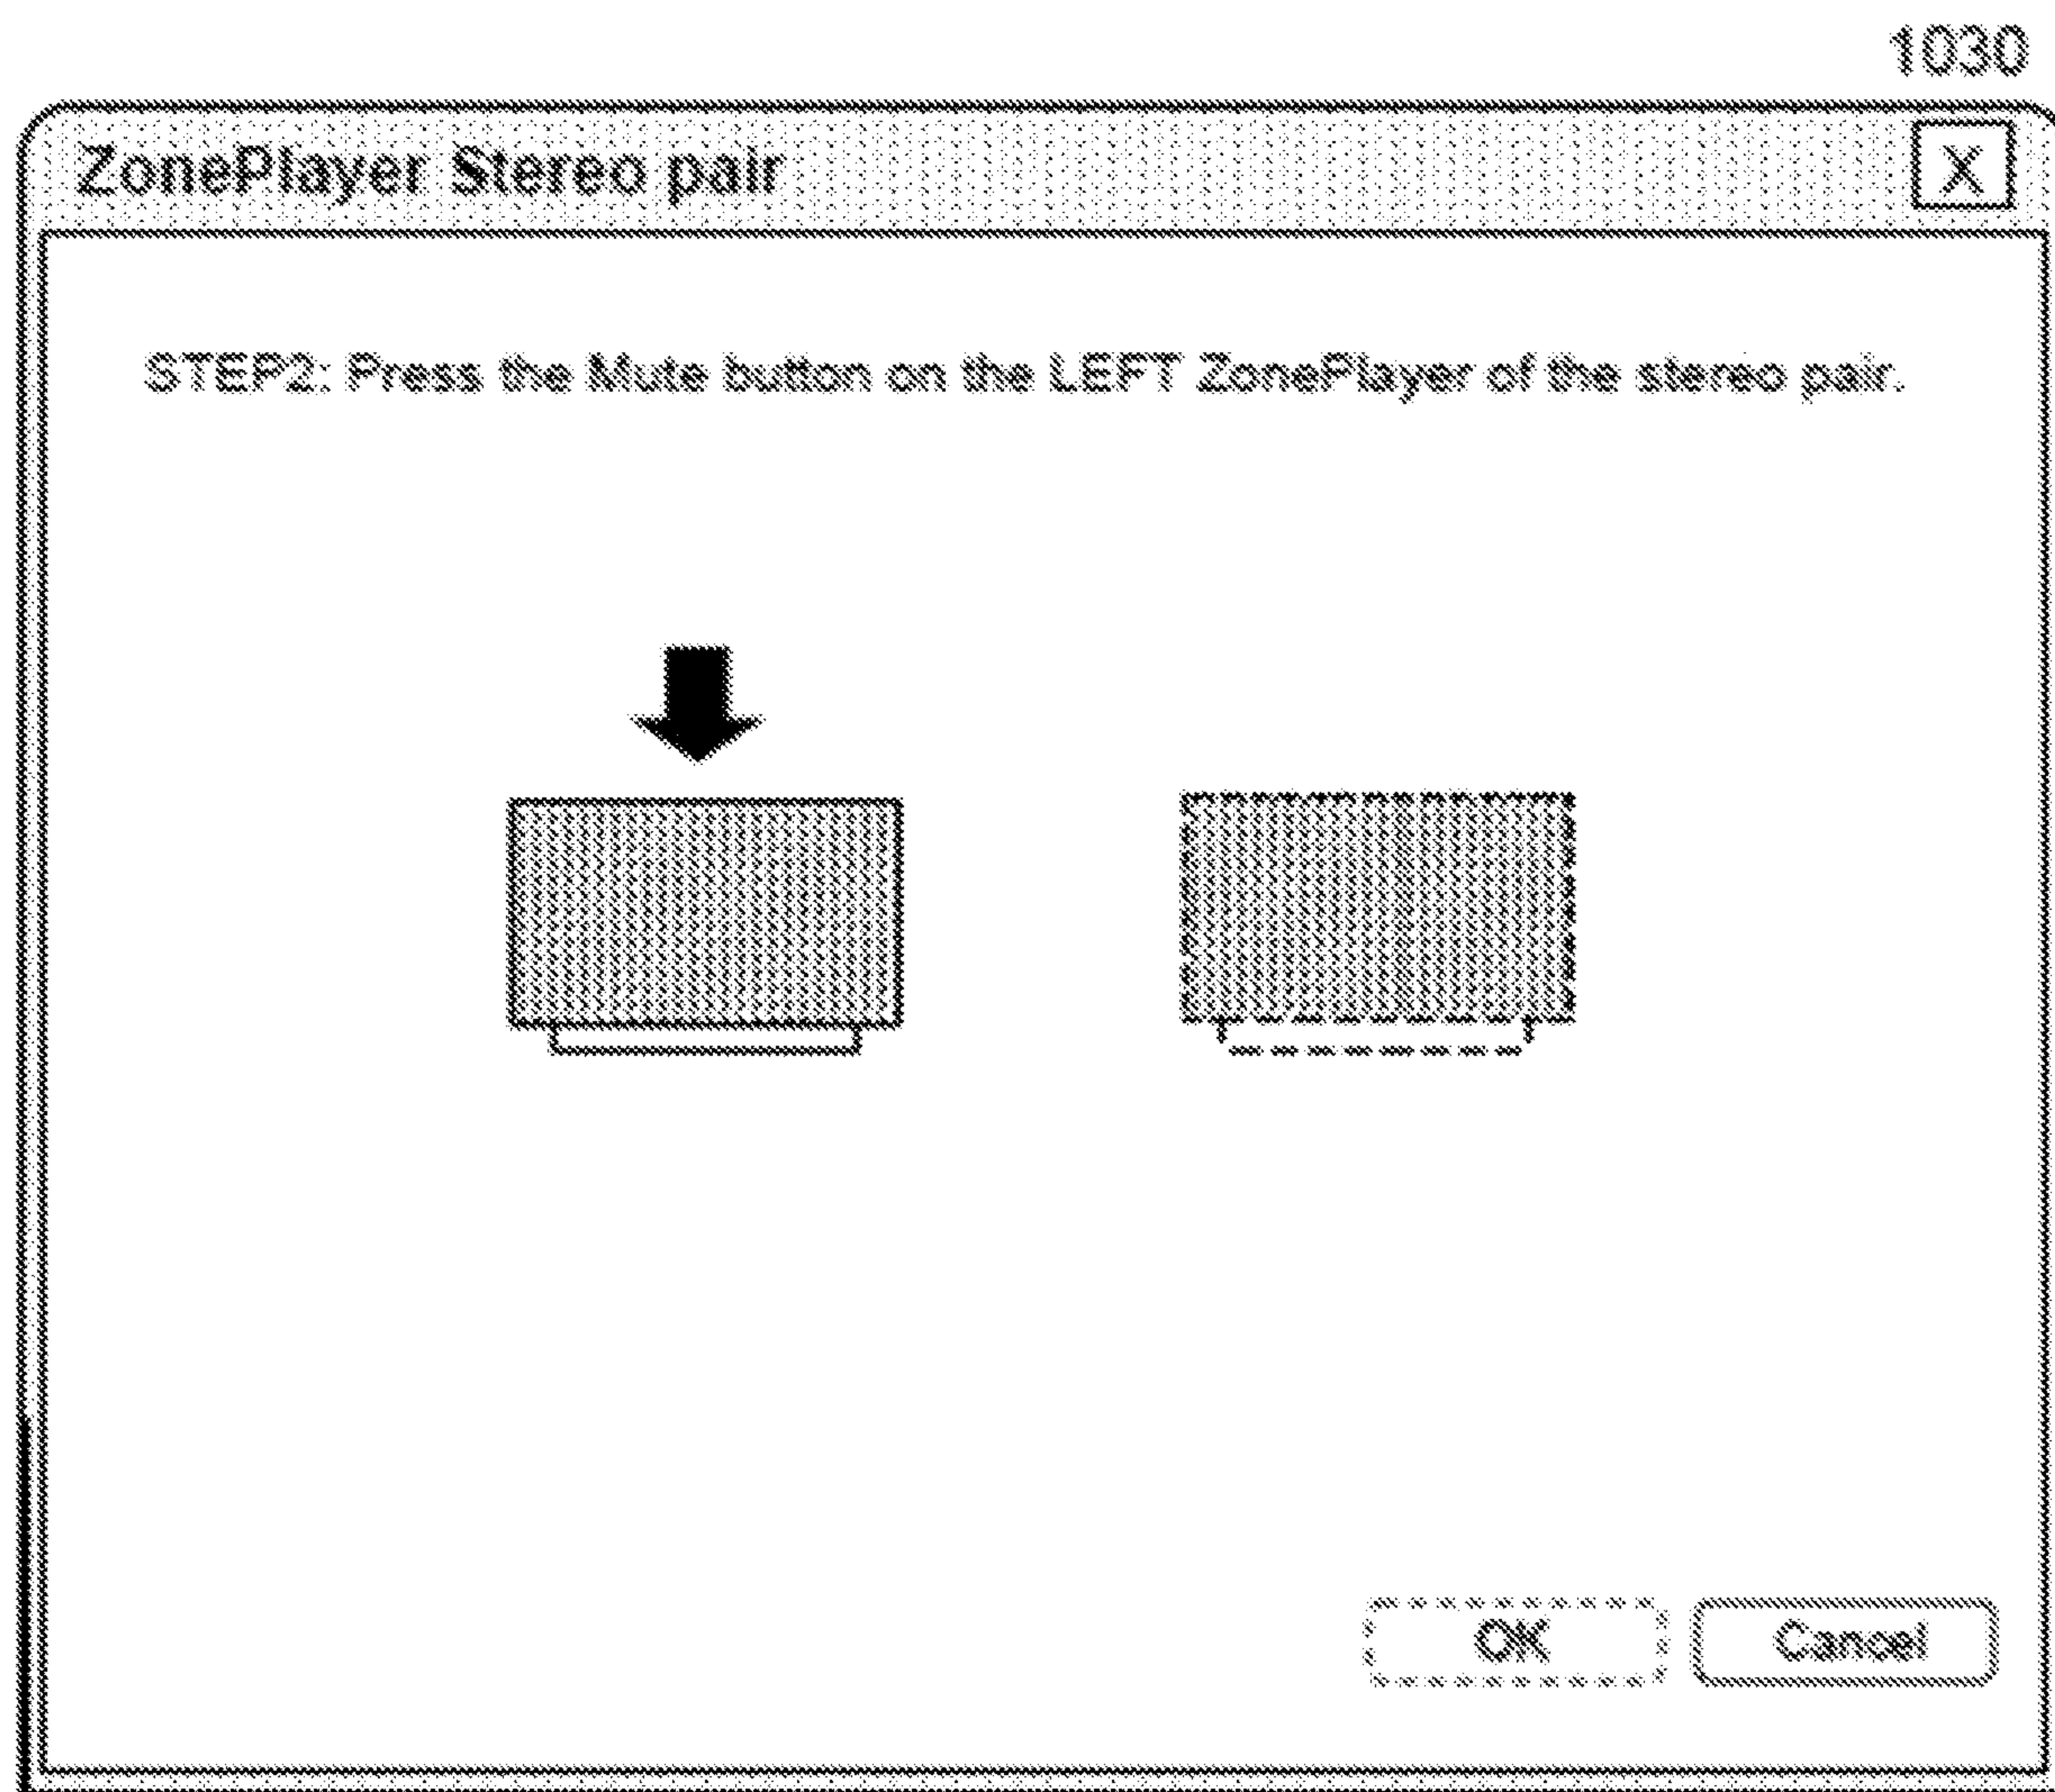 1030
ZonePlayer Stereo pair
X
STEP2: Press the Mute button on the LEFT ZonePlayer of the stereo pair.
OK
Cancel